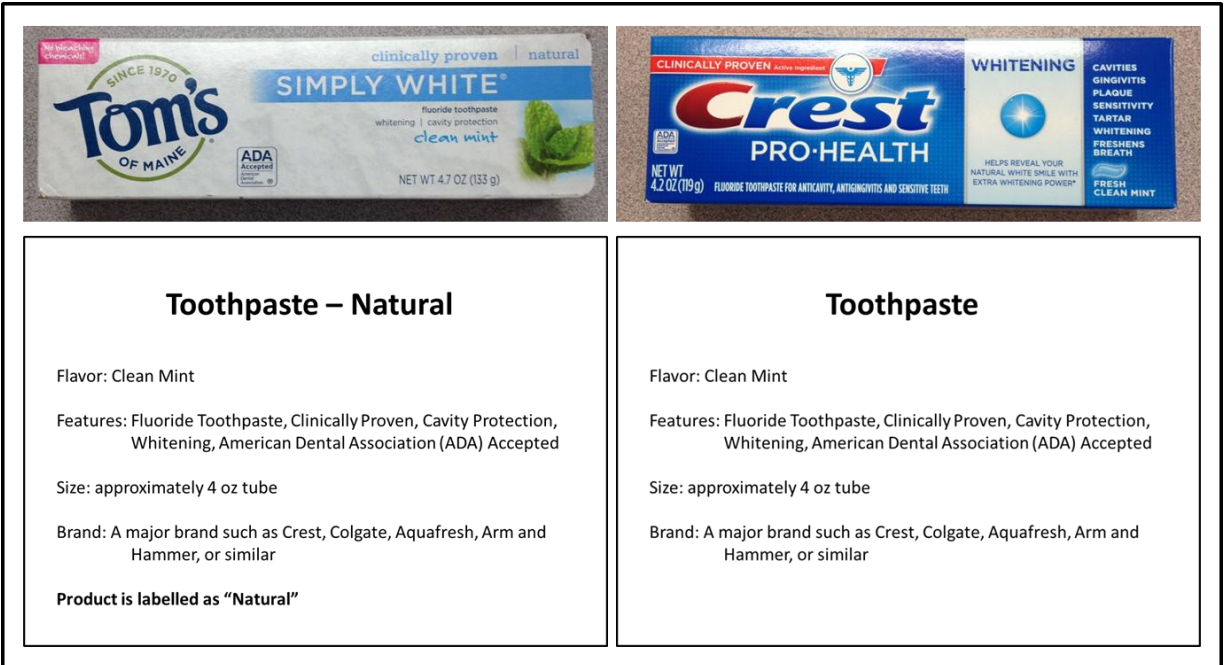 No bleaching
chemicals!
SINCE 1970
Tom's
OF MAINE
ADA
Accepted
American
Dental
Association
clinically proven | natural
SIMPLY WHITE®
fluoride toothpaste
whitening | cavity protection
clean mint
NET WT 4.7 OZ (133 g)
CLINICALLY PROVEN Active Ingredient
Crest
PRO·HEALTH
ADA
Accepted
NET WT
4.2 OZ (119 g)
FLUORIDE TOOTHPASTE FOR ANTICAVITY, ANTIGINGIVITIS AND SENSITIVE TEETH
WHITENING
HELPS REVEAL YOUR
NATURAL WHITE SMILE WITH
EXTRA WHITENING POWER*
CAVITIES
GINGIVITIS
PLAQUE
SENSITIVITY
TARTAR
WHITENING
FRESHENS
BREATH
FRESH
CLEAN MINT
Toothpaste – Natural
Flavor: Clean Mint
Features: Fluoride Toothpaste, Clinically Proven, Cavity Protection,
Whitening, American Dental Association (ADA) Accepted
Size: approximately 4 oz tube
Brand: A major brand such as Crest, Colgate, Aquafresh, Arm and
Hammer, or similar
Product is labelled as “Natural”
Toothpaste
Flavor: Clean Mint
Features: Fluoride Toothpaste, Clinically Proven, Cavity Protection,
Whitening, American Dental Association (ADA) Accepted
Size: approximately 4 oz tube
Brand: A major brand such as Crest, Colgate, Aquafresh, Arm and
Hammer, or similar